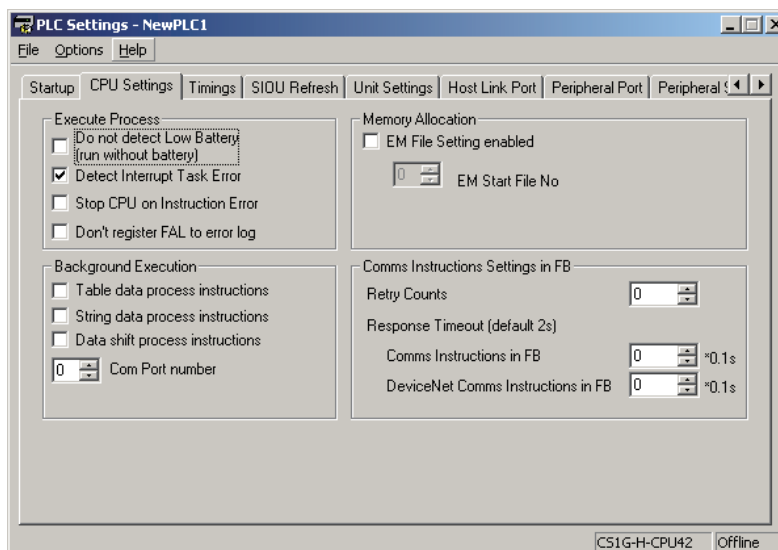 PLC Settings - NewPLC1
File Options Help
Startup CPU Settings Timings SIOU Refresh Unit Settings Host Link Port Peripheral Port Peripheral
Execute Process
Do not detect Low Battery
(run without battery)
Detect Interrupt Task Error
Stop CPU on Instruction Error
Don't register FAL to error log
Memory Allocation
EM File Setting enabled
0 EM Start File No
Background Execution
Table data process instructions
String data process instructions
Data shift process instructions
0 Com Port number
Comms Instructions Settings in FB
Retry Counts 0
Response Timeout (default 2s)
Comms Instructions in FB 0 *0.1s
DeviceNet Comms Instructions in FB 0 *0.1s
CS1G-H-CPU42 Offline